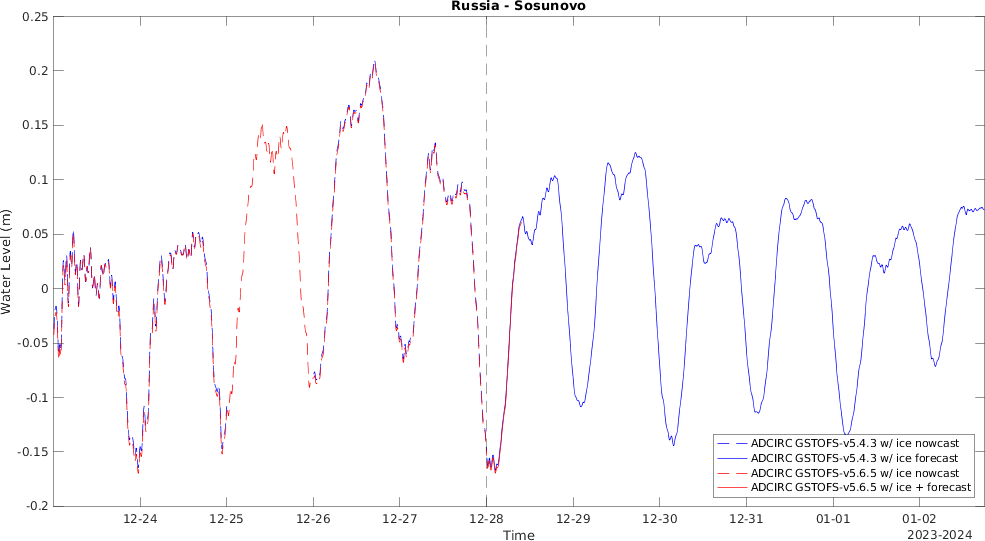 Russia - Sosunovo
0.25
0.2
0.15
0.1
0.05
0
-0.05
-0.1
-0.15
-0.2
Water Level (m)
12-24 12-25 12-26 12-27 12-28 12-29 12-30 12-31 01-01 01-02
Time
2023-2024
ADCIRC GSTOFS-v5.4.3 w/ ice nowcast
ADCIRC GSTOFS-v5.4.3 w/ ice forecast
ADCIRC GSTOFS-v5.6.5 w/ ice nowcast
ADCIRC GSTOFS-v5.6.5 w/ ice + forecast